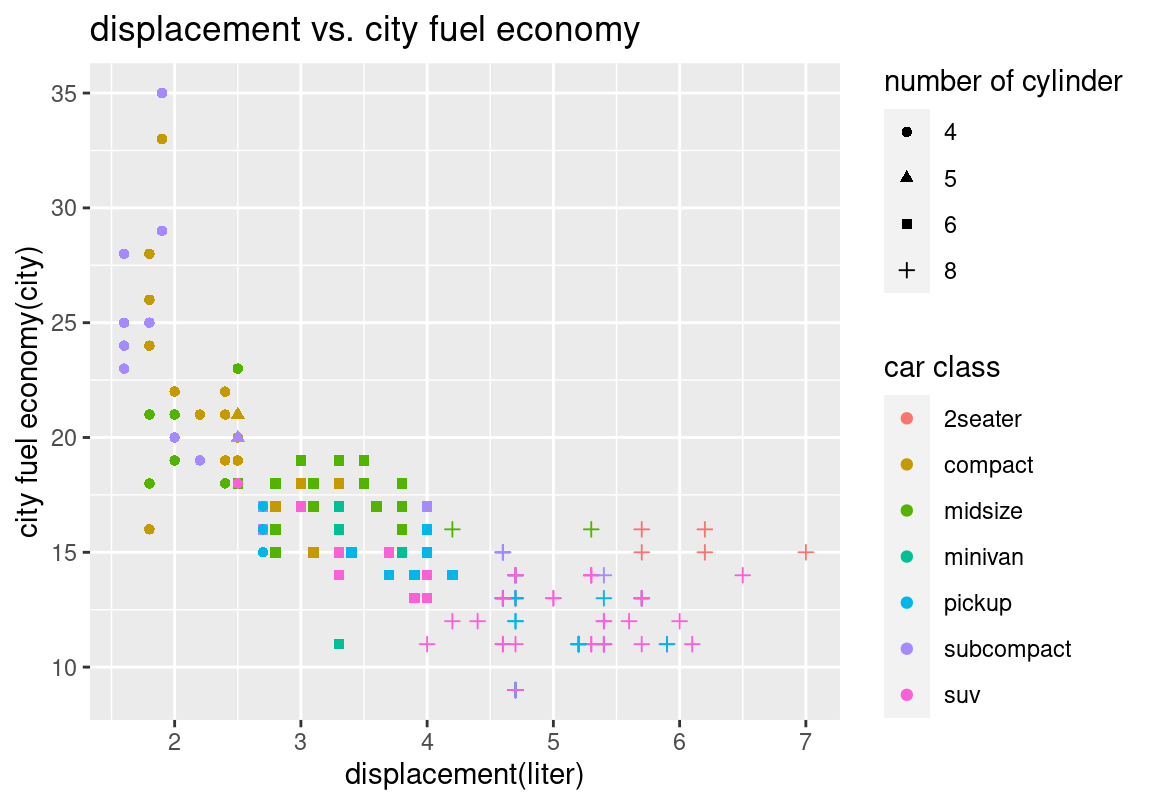 displacement vs. city fuel economy
city fuel economy(city)
35
30
25
20
15
10
2 3 4 5 6 7
displacement(liter)
number of cylinder
4
5
6
8
car class
2seater
compact
midsize
minivan
pickup
subcompact
suv